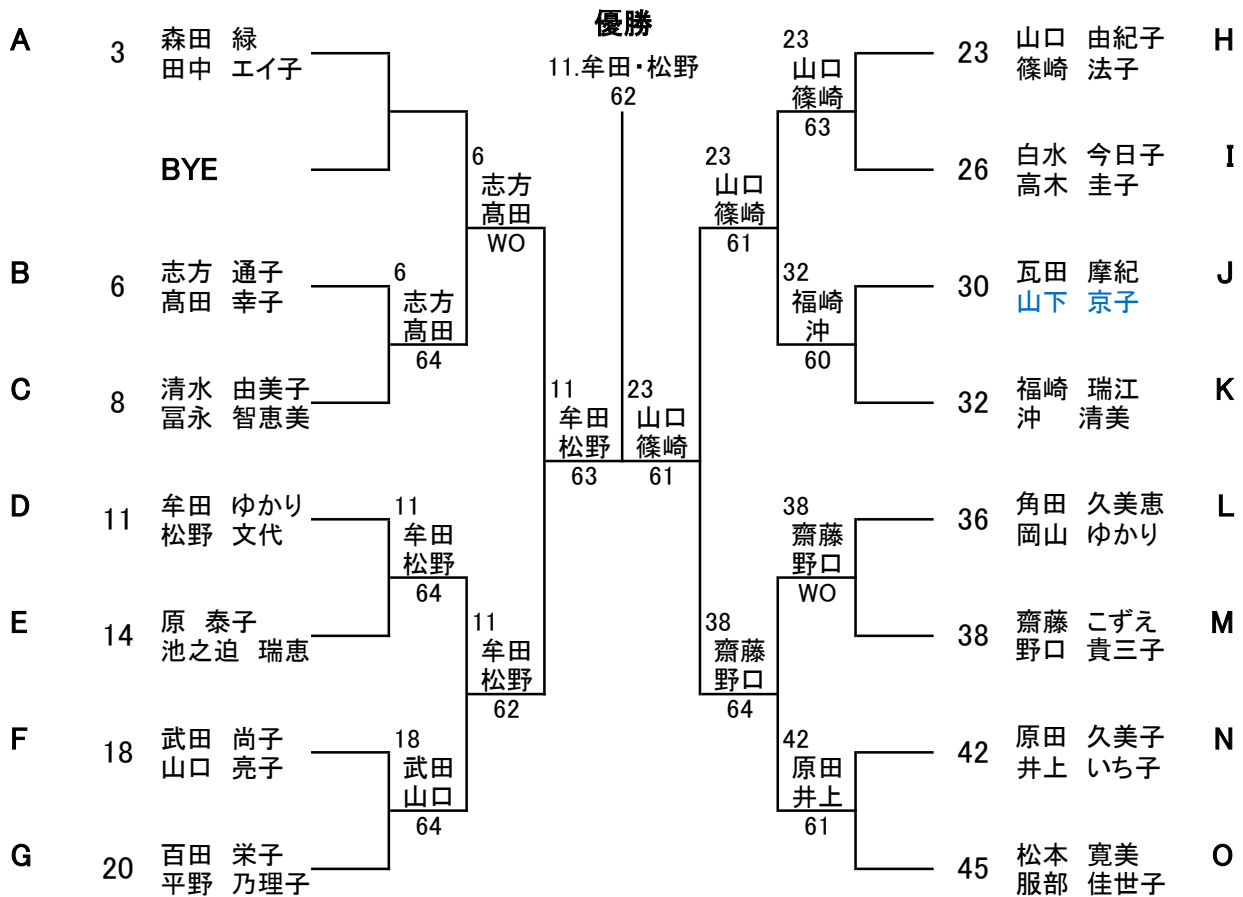 優勝
11.牟田・松野
62
A
3
森田 緑
田中 エイ子
BYE
B
6
志方 通子
髙田 幸子
C
8
清水 由美子
冨永 智恵美
D
11
牟田 ゆかり
松野 文代
E
14
原 泰子
池之迫 瑞恵
F
18
武田 尚子
山口 亮子
G
20
百田 栄子
平野 乃理子
6
志方
髙田
64
11
牟田
松野
64
18
武田
山口
64
6
志方
髙田
WO
11
牟田
松野
62
11
牟田
松野
63
23
山口
篠崎
61
23
山口
篠崎
61
38
齋藤
野口
64
23
山口
篠崎
63
32
福崎
沖
60
38
齋藤
野口
WO
42
原田
井上
61
23
山口 由紀子
篠崎 法子
H
26
白水 今日子
高木 圭子
I
30
瓦田 摩紀
山下 京子
J
32
福崎 瑞江
沖 清美
K
36
角田 久美恵
岡山 ゆかり
L
38
齋藤 こずえ
野口 貴三子
M
42
原田 久美子
井上 いち子
N
45
松本 寛美
服部 佳世子
O